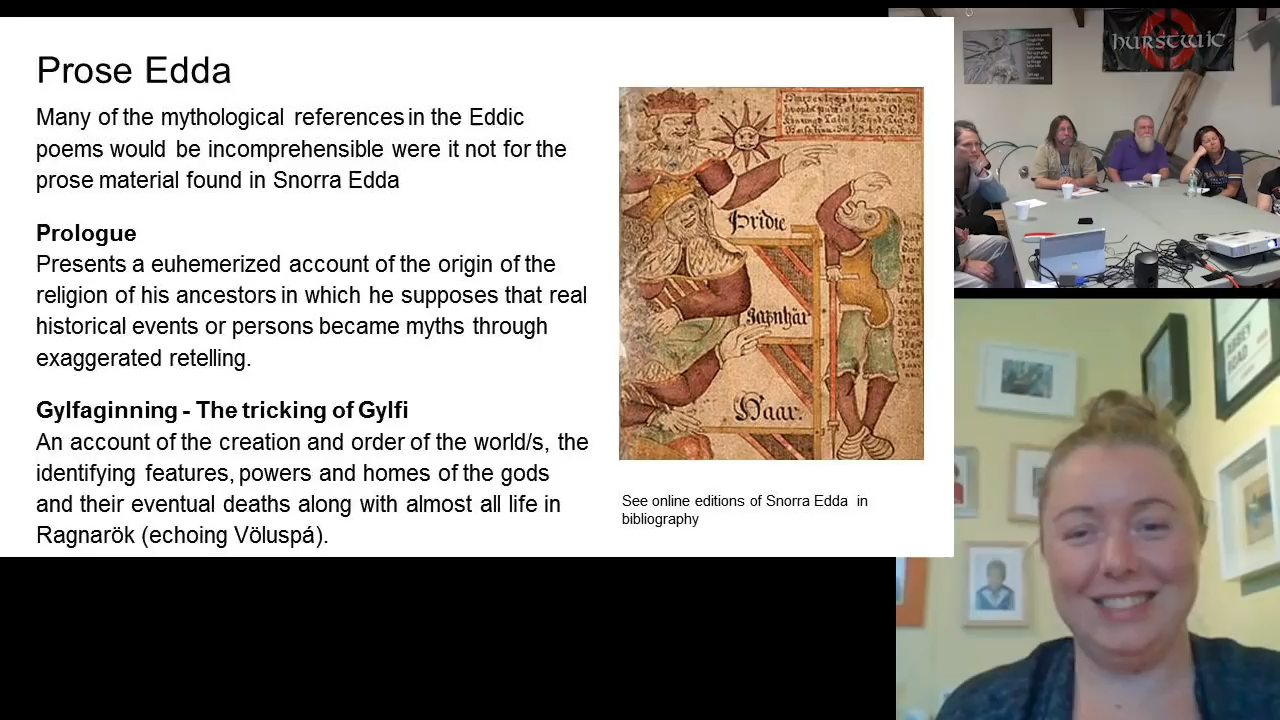 Prose Edda
Many of the mythological references in the Eddic
poems would be incomprehensible were it not for the
prose material found in Snorra Edda
Prologue
Presents a euhemerized account of the origin of the
religion of his ancestors in which he supposes that real
historical events or persons became myths through
exaggerated retelling.
Gylfaginning - The tricking of Gylfi
An account of the creation and order of the world/s, the
identifying features, powers and homes of the gods
and their eventual deaths along with almost all life in
Ragnarök (echoing Völuspá).
Þridie
Jafnhár
Haar.
See online editions of Snorra Edda in
bibliography
hurstwic
ABBEY
ROAD